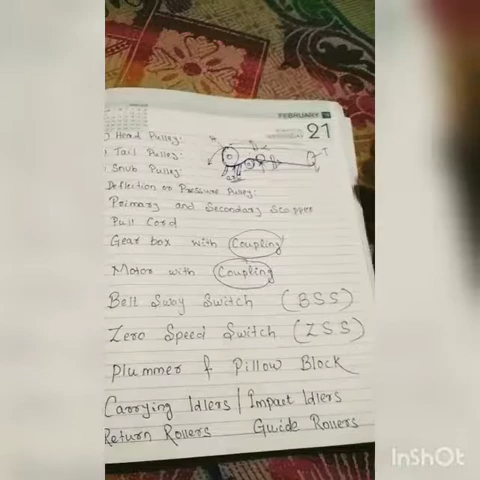 FEBRUARY
21
Head Pulley:
Tail Pulley:
Snub Pulley:
Deflection or Pressure Pulley:
Primary and Secondary Scapper
Pull Cord
Gear box with Coupling
Motor with Coupling
Belt Sway Switch (BSS)
Zero Speed Switch (ZSS)
Plummer & Pillow Block
Carrying Idlers | Impact Idlers
Return Rollers Guide Rollers
InShOt